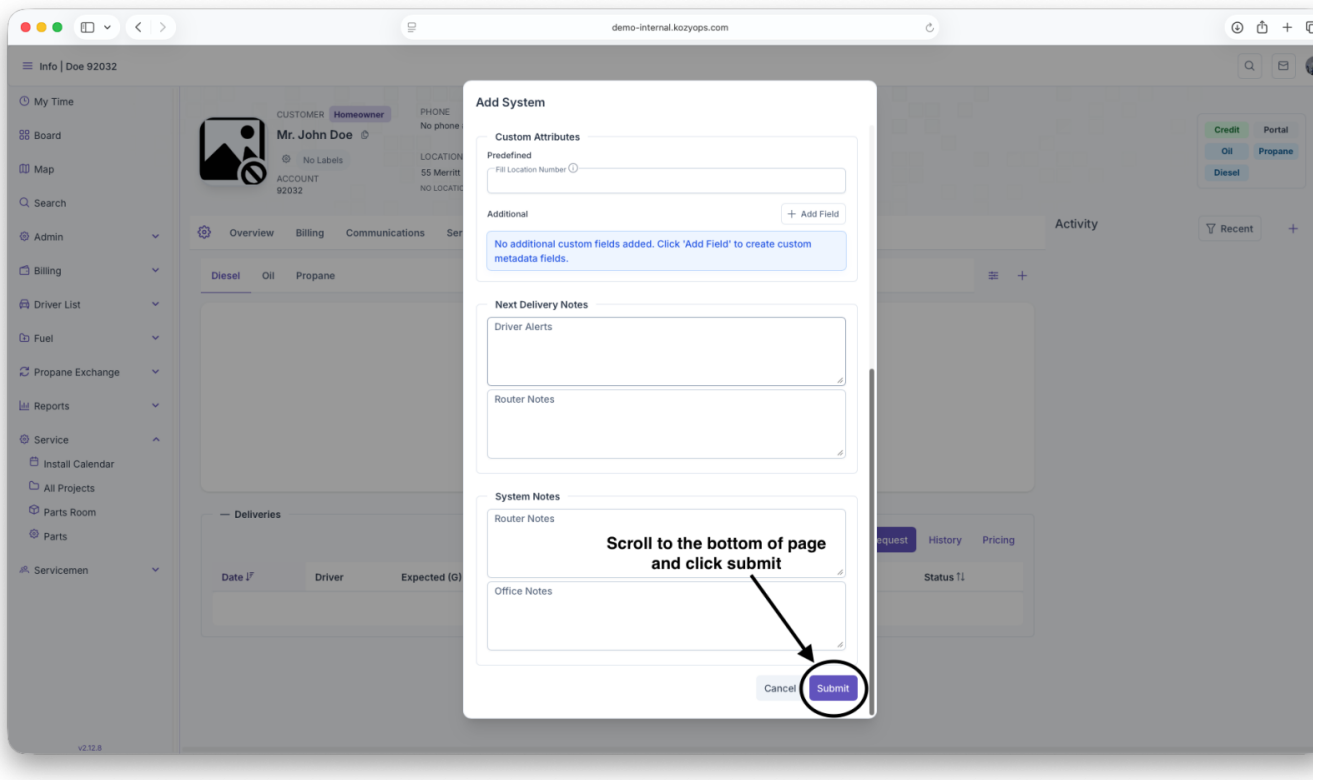 demo-internal.kozyops.com
Info | Doe 92032
My Time
Board
Map
Search
Admin
Billing
Driver List
Fuel
Propane Exchange
Reports
Service
Install Calendar
All Projects
Parts Room
Parts
Servicemen
v2.12.8
CUSTOMER Homeowner
Mr. John Doe
No Labels
ACCOUNT
92032
PHONE
No phone
LOCATION
55 Merritt
Credit Portal
Oil Propane
Diesel
Overview Billing Communications Ser
Activity
Recent
Diesel Oil Propane
Deliveries
equest History Pricing
Date Driver Expected (G) Status
Add System
Custom Attributes
Predefined
Fill Location Number
Additional
Add Field
No additional custom fields added. Click 'Add Field' to create custom
metadata fields.
Next Delivery Notes
Driver Alerts
Router Notes
System Notes
Router Notes
Scroll to the bottom of page
and click submit
Office Notes
Cancel Submit